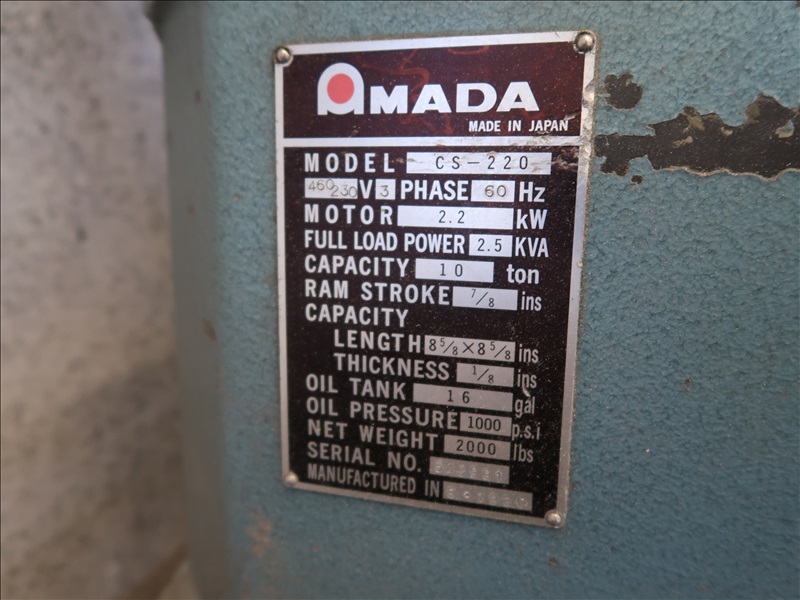 AMADA
MADE IN JAPAN
MODEL CS-220
460 230 V 3 PHASE 60 Hz
MOTOR 2.2 kW
FULL LOAD POWER 2.5 KVA
CAPACITY 10 ton
RAM STROKE 7/8 ins
CAPACITY
LENGTH 8 5/8 × 8 5/8 ins
THICKNESS 1/8 ins
OIL TANK 16 gal
OIL PRESSURE 1000 p.s.i
NET WEIGHT 2000 lbs
SERIAL NO.
MANUFACTURED IN